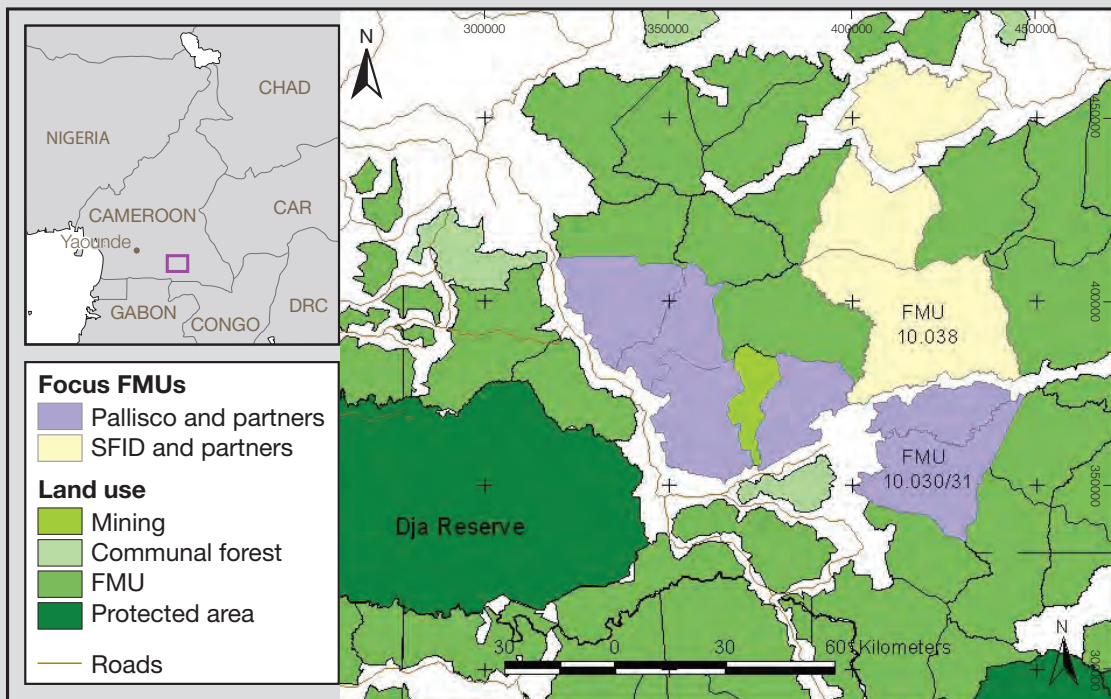 N
CHAD
NIGERIA
CAMEROON
CAR
Yaounde
GABON
CONGO
DRC
Focus FMUs
Pallisco and partners
SFID and partners
Land use
Mining
Communal forest
FMU
Protected area
Roads
N
300000
350000
400000
450000
450000
400000
350000
FMU
10.038
FMU
10.030/31
Dja Reserve
30
0
30
60 Kilometers
N